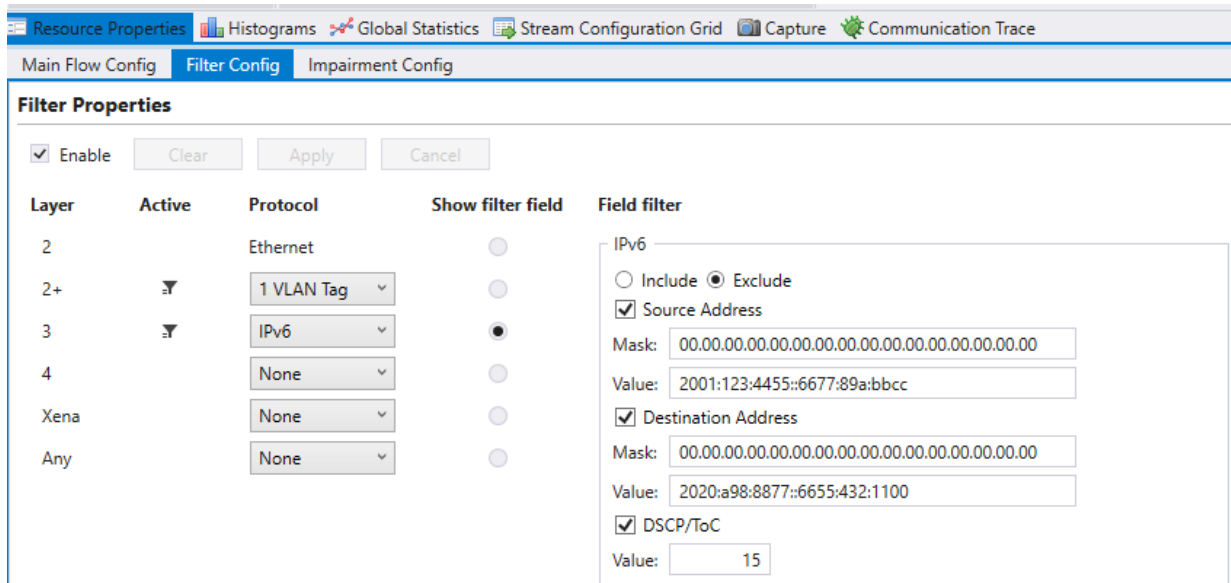 Resource Properties Histograms Global Statistics Stream Configuration Grid Capture Communication Trace
Main Flow Config Filter Config Impairment Config
Filter Properties
Enable Clear Apply Cancel
Layer Active Protocol Show filter field Field filter
2 Ethernet IPv6
2+ 1 VLAN Tag Include Exclude
Source Address
3 IPv6 Mask: 00.00.00.00.00.00.00.00.00.00.00.00.00.00.00.00
4 None Value: 2001:123:4455::6677:89a:bbcc
Xena None Destination Address
Any None Mask: 00.00.00.00.00.00.00.00.00.00.00.00.00.00.00.00
Value: 2020:a98:8877::6655:432:1100
DSCP/ToC
Value: 15